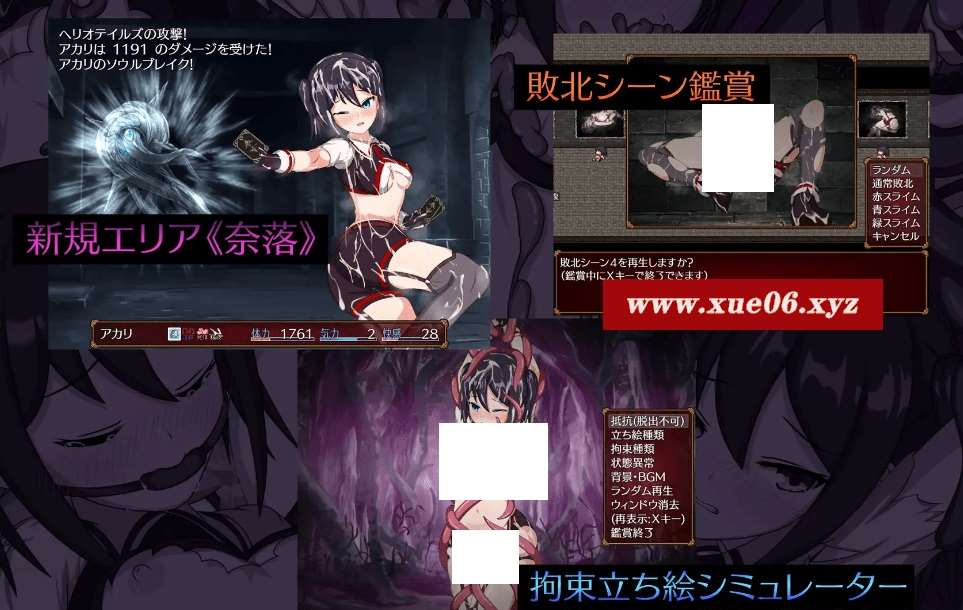 ヘリオテイルズの攻撃!
アカリは 1191 のダメージを受けた!
アカリのソウルブレイク!
新規エリア《奈落》
アカリ
体力 1761 気力 2 快感 28
敗北シーン鑑賞
ランダム
通常敗北
赤スライム
青スライム
緑スライム
キャンセル
敗北シーン4を再生しますか?
(鑑賞中にXキーで終了できます)
www.xue06.xyz
抵抗(脱出不可)
立ち絵種類
拘束種類
状態異常
背景・BGM
ランダム再生
ウィンドウ消去
(再表示:Xキー)
鑑賞終了
拘束立ち絵シミュレーター